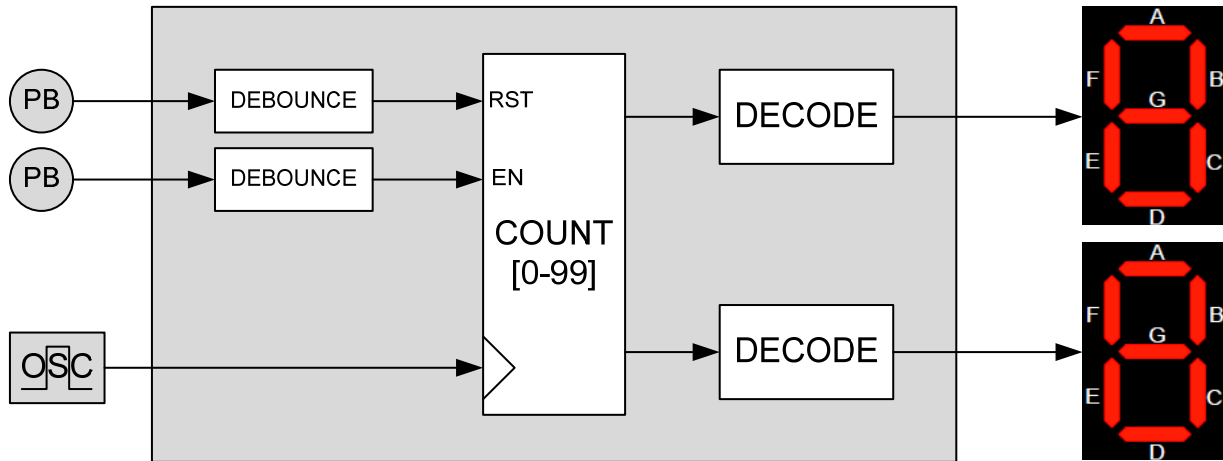 PB
DEBOUNCE
RST
DECODE
PB
DEBOUNCE
EN
COUNT
[0-99]
OSC
DECODE
A
F
B
G
E
C
D
A
F
B
G
E
C
D